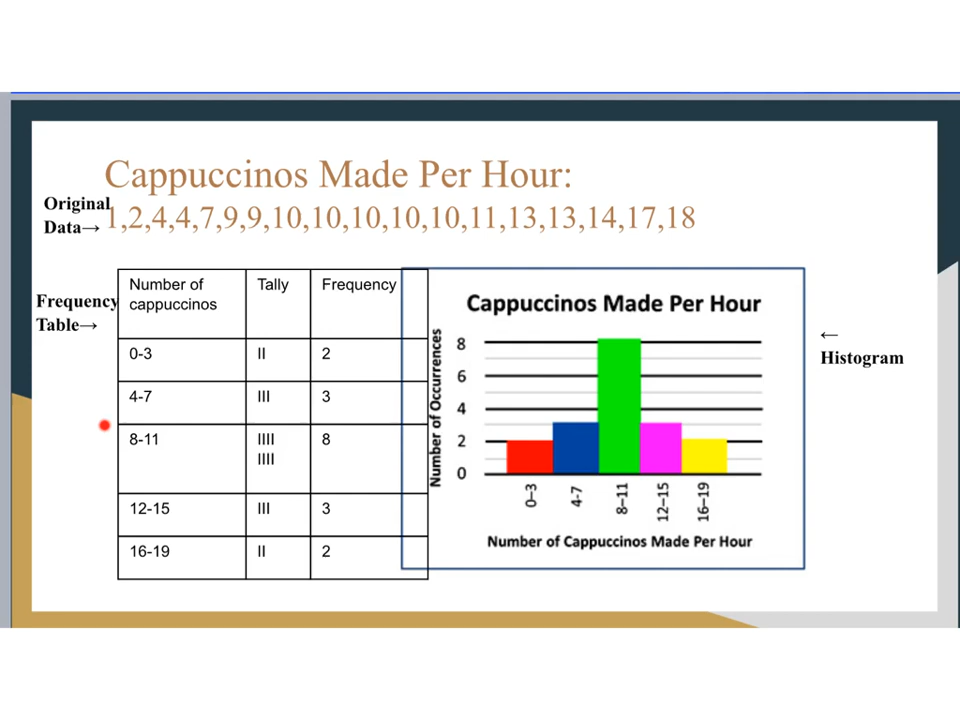 Cappuccinos Made Per Hour:
Original
Data→
1,2,4,4,7,9,9,10,10,10,10,10,11,13,13,14,17,18
Frequency
Table→
Number of cappuccinos Tally Frequency
0-3 II 2
4-7 III 3
8-11 IIII IIII 8
12-15 III 3
16-19 II 2
Cappuccinos Made Per Hour
Number of Occurrences
8
6
4
2
0
0–3 4-7 8–11 12–15 16–19
Number of Cappuccinos Made Per Hour
←
Histogram